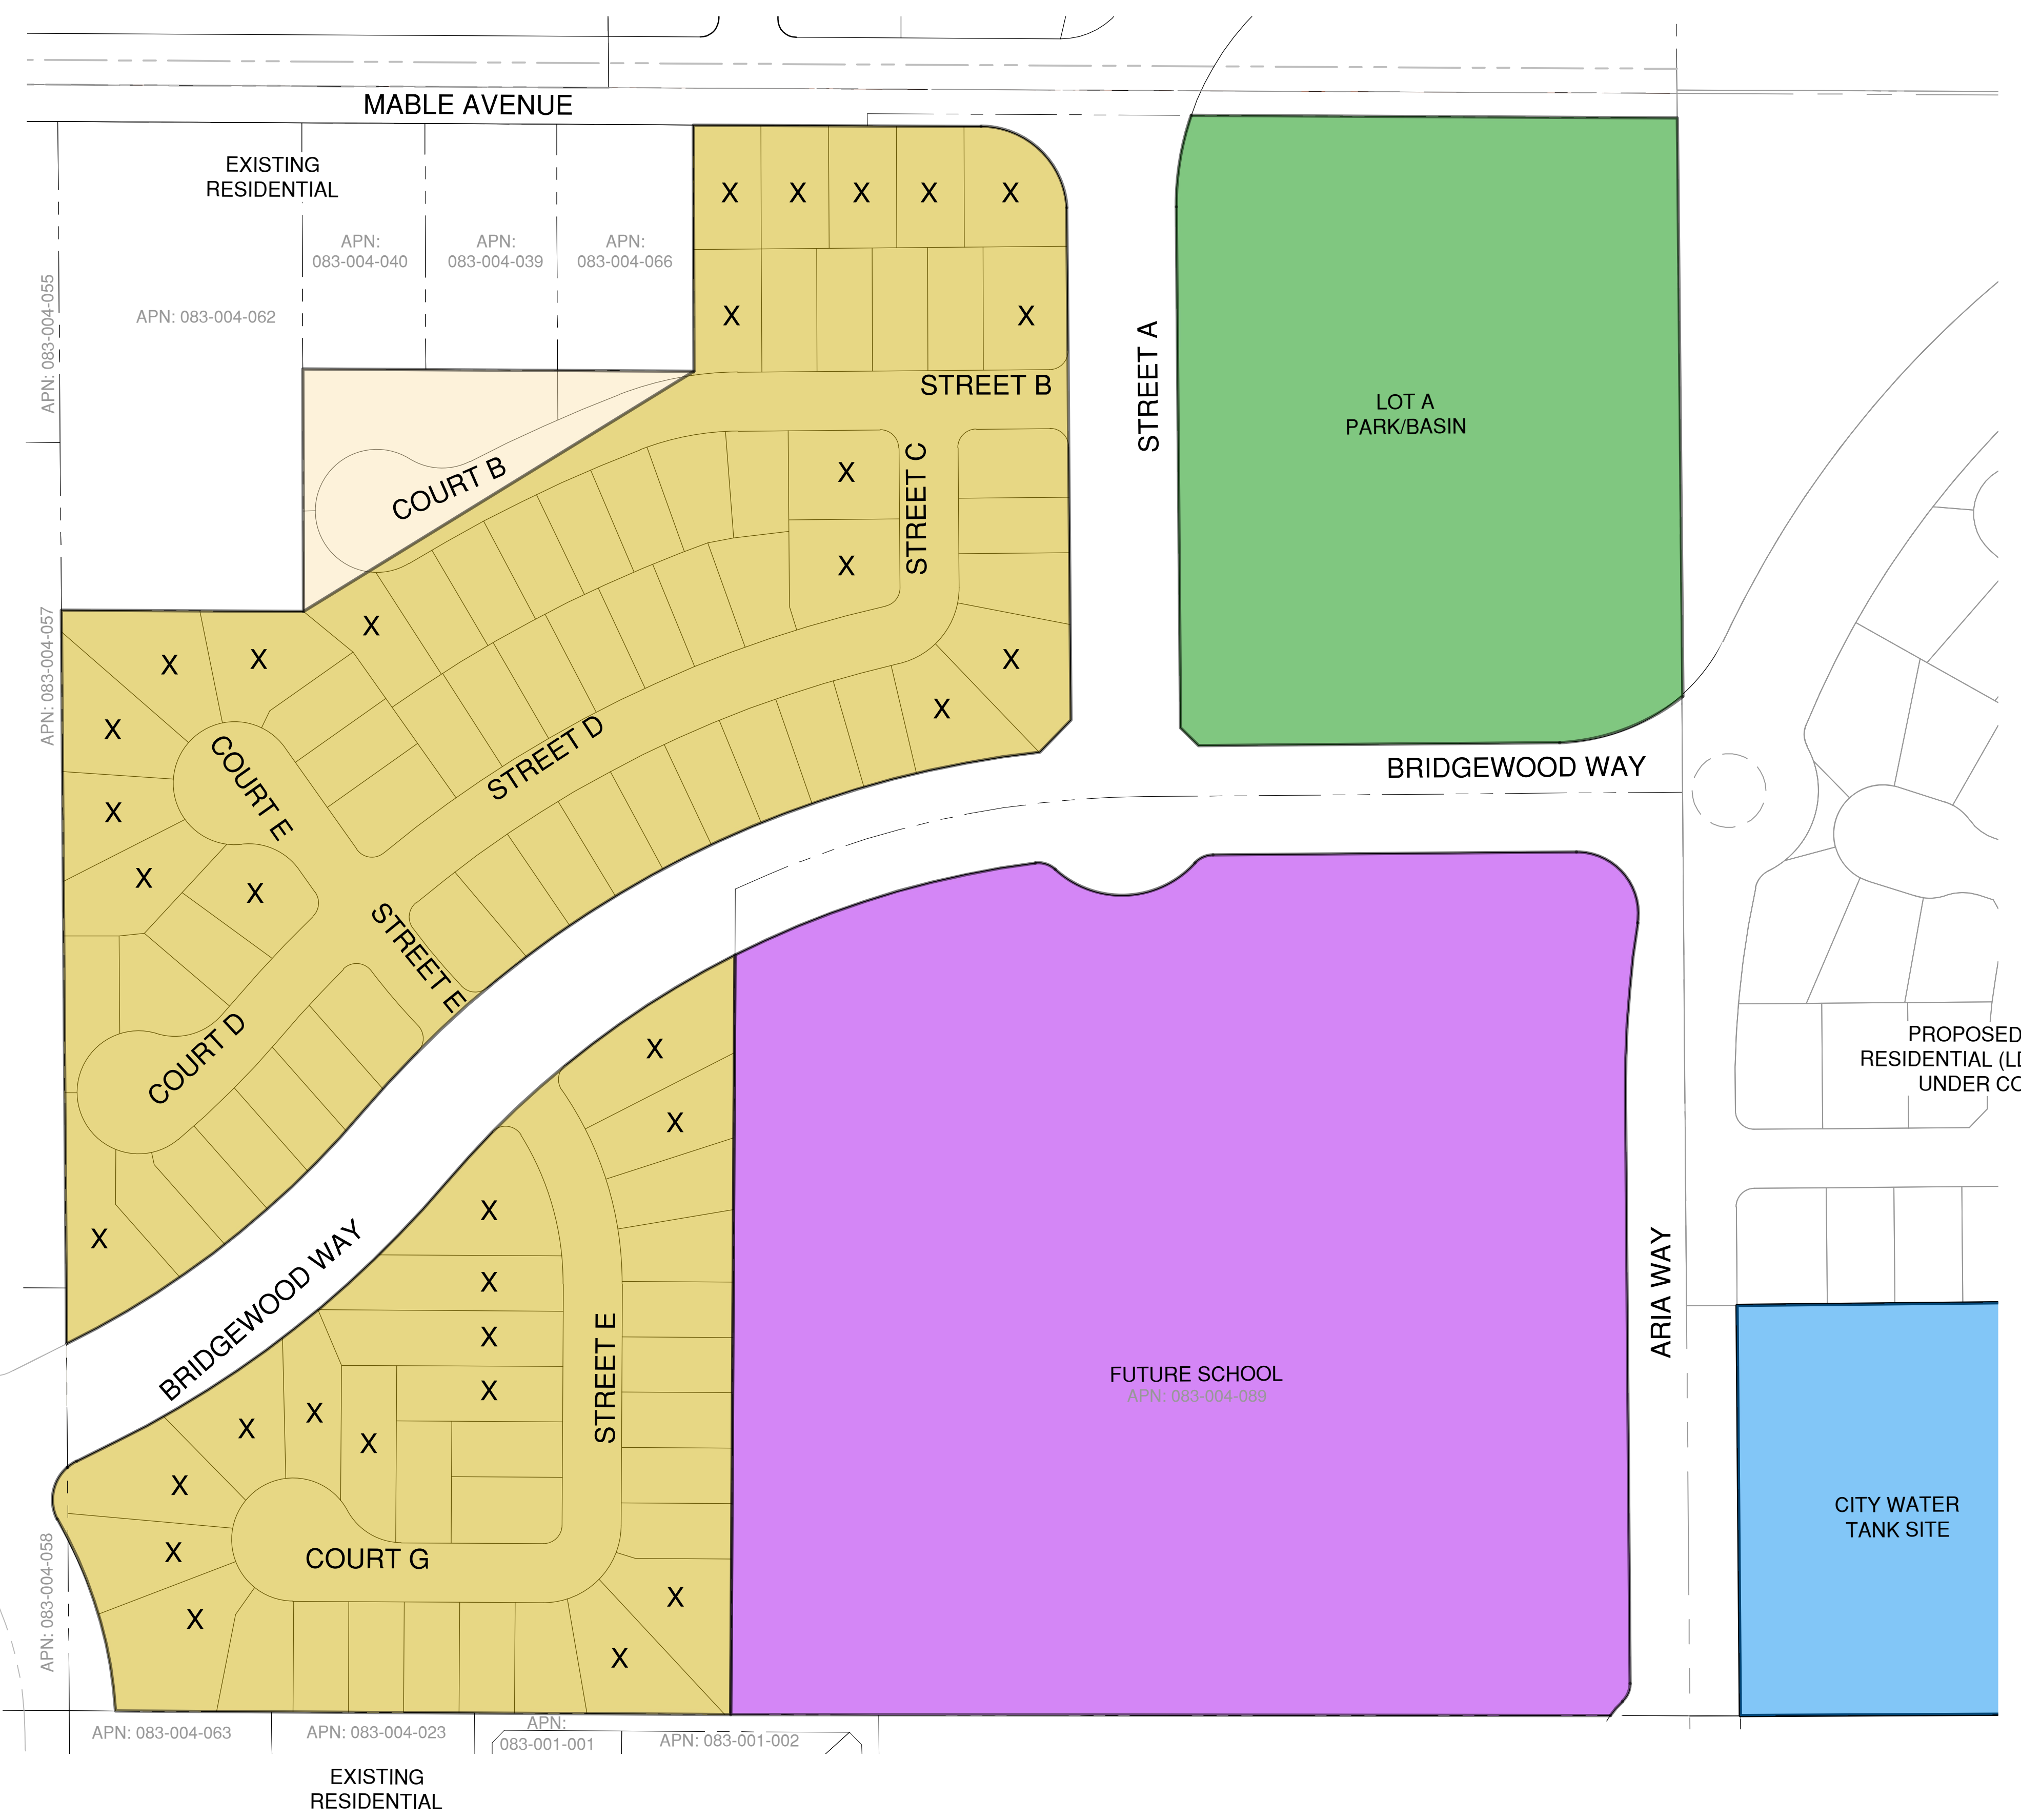 MABLE AVENUE
EXISTING
RESIDENTIAL
APN:
083-004-040
APN:
083-004-039
APN:
083-004-066
APN: 083-004-062
APN: 083-004-055
X
X
X
X
X
X
X
STREET B
STREET A
LOT A
PARK/BASIN
COURT B
X
STREET C
X
APN: 083-004-057
X
X
X
X
X
X
STREET D
BRIDGEWOOD WAY
COURT E
X
X
X
X
STREET E
COURT D
X
PROPOSED
RESIDENTIAL (LD
UNDER CO
X
X
X
BRIDGEWOOD WAY
X
X
X
STREET E
ARIA WAY
FUTURE SCHOOL
APN: 083-004-089
X
X
X
X
CITY WATER
TANK SITE
X
COURT G
X
X
X
APN: 083-004-058
APN: 083-004-063
APN: 083-004-023
APN:
083-001-001
APN: 083-001-002
EXISTING
RESIDENTIAL